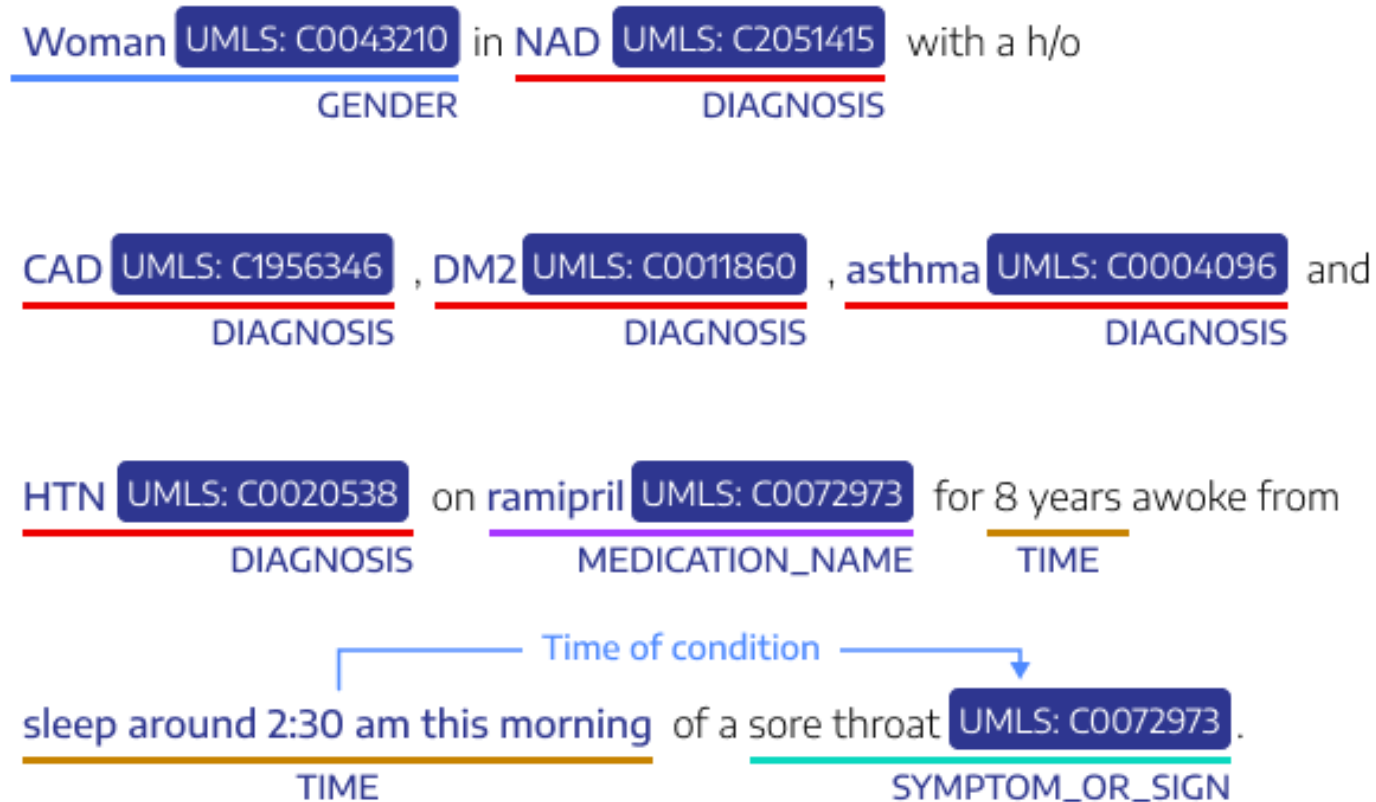 Woman UMLS: C0043210 in NAD UMLS: C2051415 with a h/o
GENDER DIAGNOSIS
CAD UMLS: C1956346 , DM2 UMLS: C0011860 , asthma UMLS: C0004096 and
DIAGNOSIS DIAGNOSIS DIAGNOSIS
HTN UMLS: C0020538 on ramipril UMLS: C0072973 for 8 years awoke from
DIAGNOSIS MEDICATION_NAME TIME
Time of condition
sleep around 2:30 am this morning of a sore throat UMLS: C0072973 .
TIME SYMPTOM_OR_SIGN